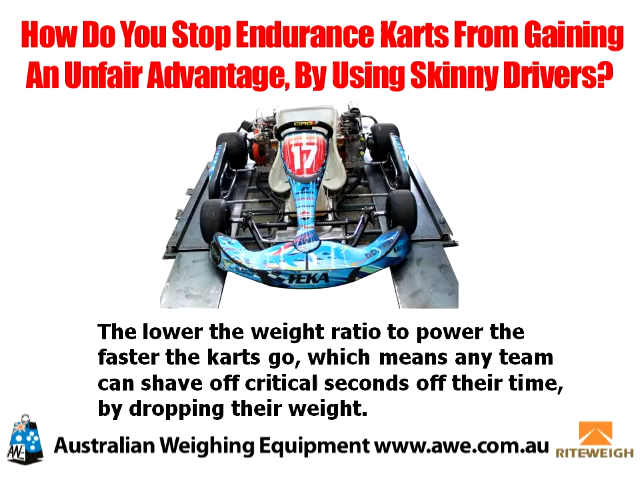 How Do You Stop Endurance Karts From Gaining
An Unfair Advantage, By Using Skinny Drivers?
17
TEKA
The lower the weight ratio to power the
faster the karts go, which means any team
can shave off critical seconds off their time,
by dropping their weight.
Australian Weighing Equipment www.awe.com.au
RITEWEIGH